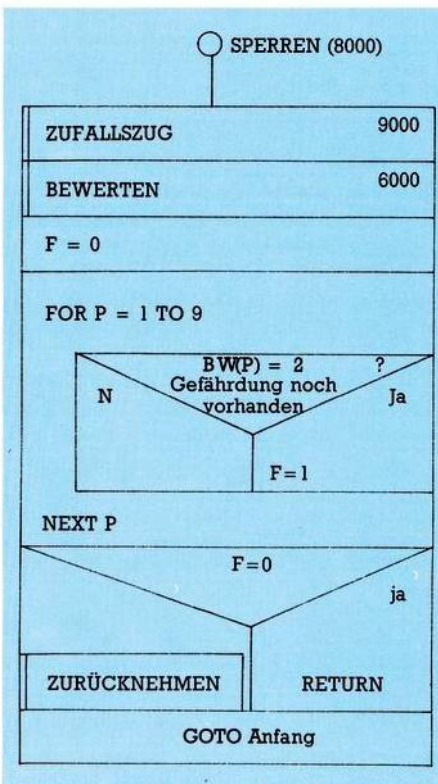 SPERREN (8000)
ZUFALLSZUG 9000
BEWERTEN 6000
F = 0
FOR P = 1 TO 9
BW(P) = 2 ?
N Gefährdung noch Ja
vorhanden
F=1
NEXT P
F=0
ja
ZURÜCKNEHMEN RETURN
GOTO Anfang